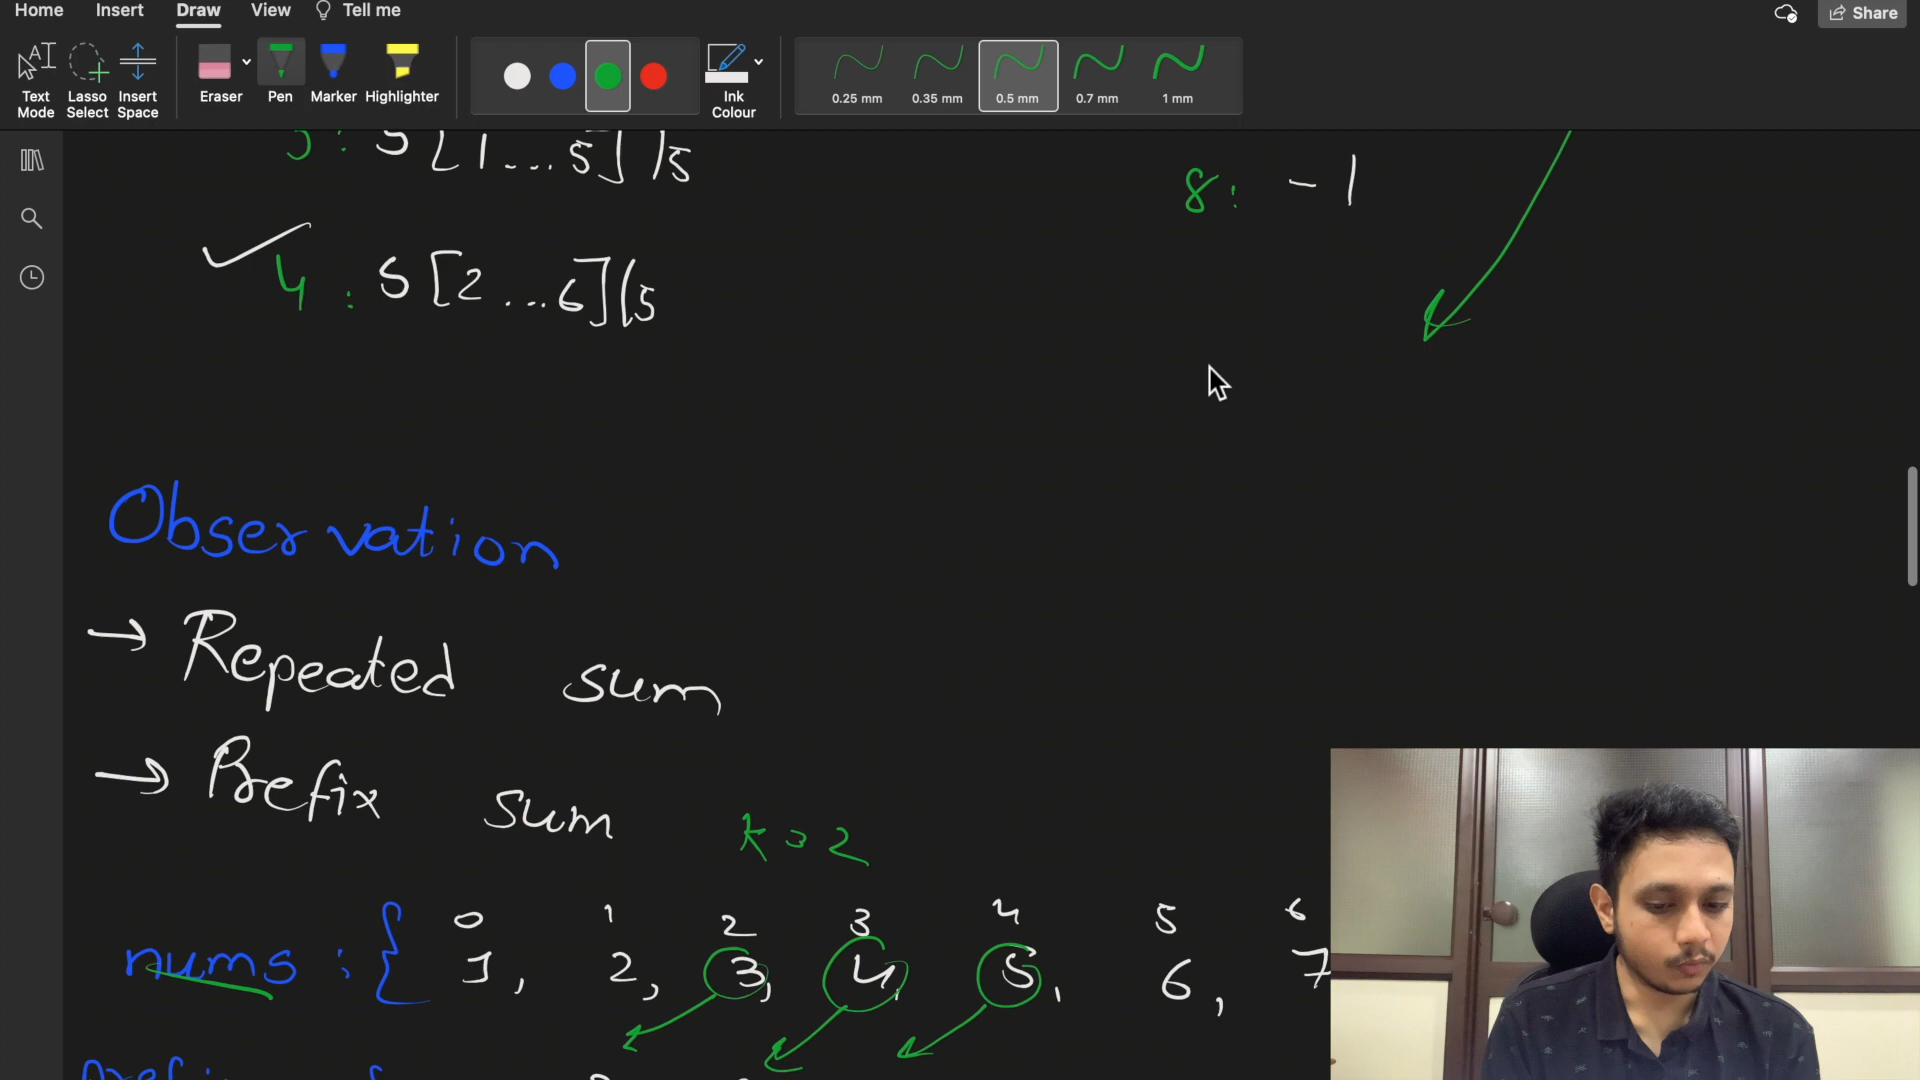 Home Insert Draw View Tell me Share
Text Mode Lasso Select Insert Space Eraser Pen Marker Highlighter Ink Colour 0.25 mm 0.35 mm 0.5 mm 0.7 mm 1 mm
3: S[1...5]/5
8: -1
4: S[2...6]/5
Observation
→ Repeated sum
→ Prefix sum
k = 2
0 1 2 3 4 5 6
nums : { 1, 2, 3, 4, 5, 6, 7